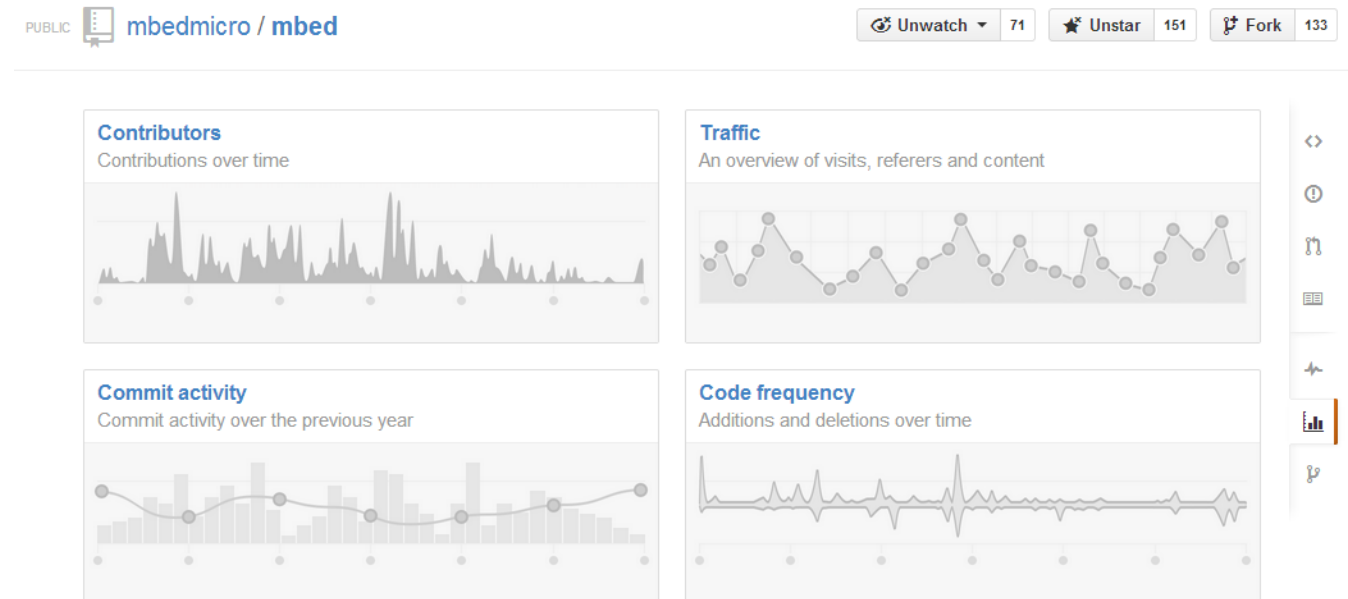 PUBLIC mbedmicro / mbed Unwatch 71 Unstar 151 Fork 133
Contributors
Contributions over time
Traffic
An overview of visits, referers and content
Commit activity
Commit activity over the previous year
Code frequency
Additions and deletions over time